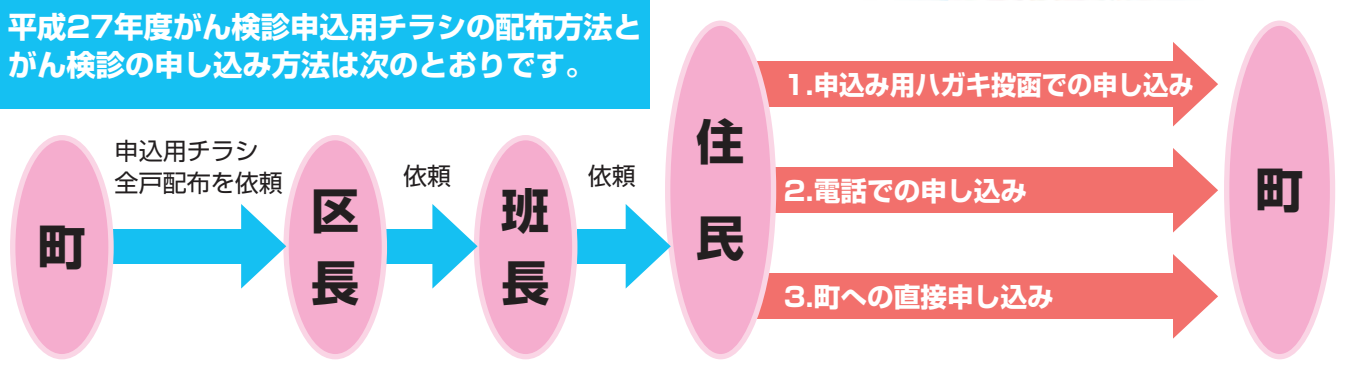 平成27年度がん検診申込用チラシの配布方法と
がん検診の申し込み方法は次のとおりです。
町
申込用チラシ
全戸配布を依頼
区長
依頼
班長
依頼
住民
1.申込み用ハガキ投函での申し込み
2.電話での申し込み
3.町への直接申し込み
町